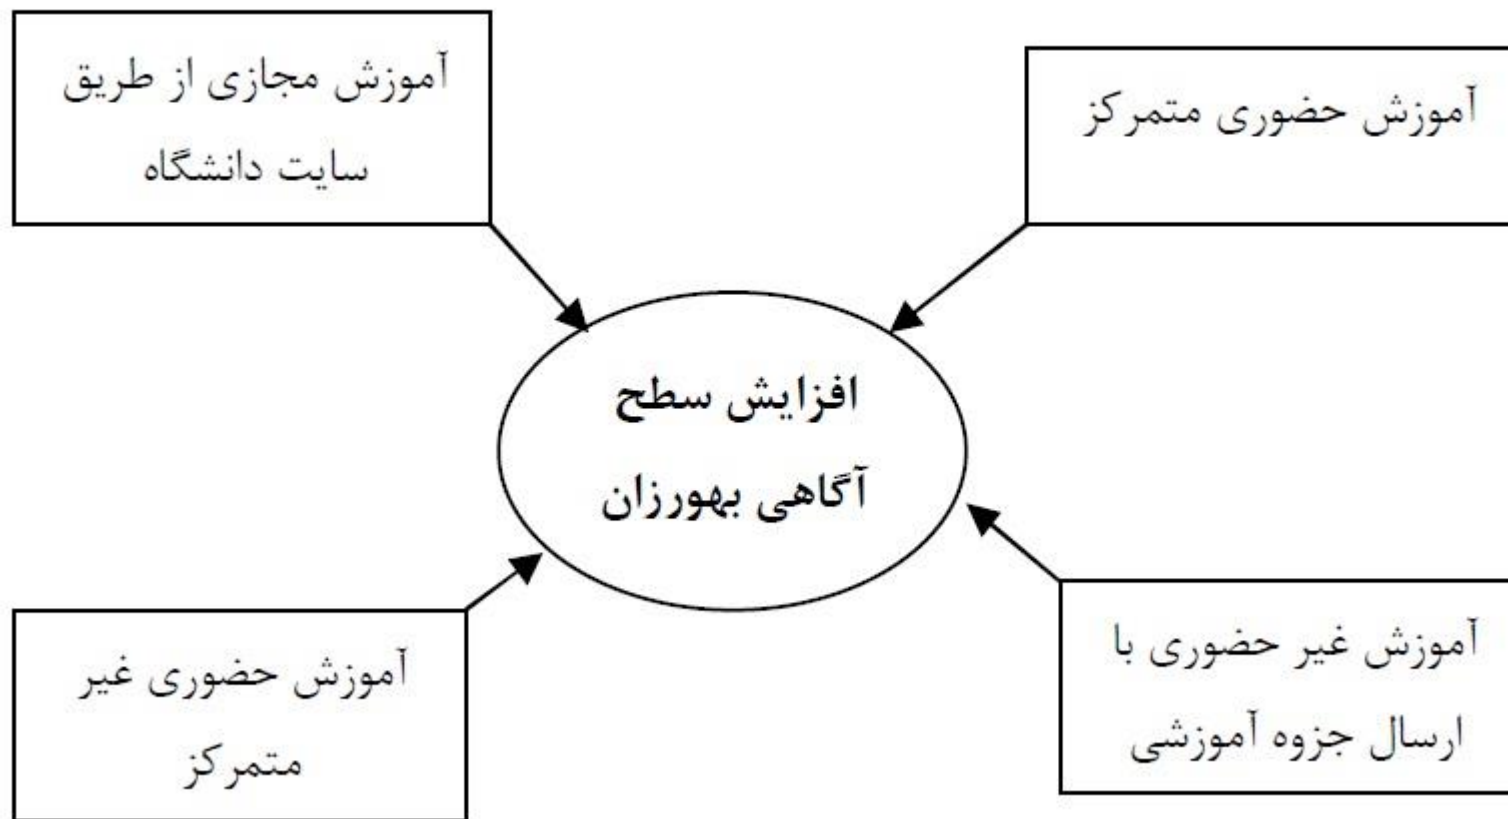 آموزش حضوری متمرکز
آموزش مجازی از طریق
سایت دانشگاه
افزایش سطح
آگاهی بهورزان
آموزش غیر حضوری با
ارسال جزوه آموزشی
آموزش حضوری غیر
متمرکز